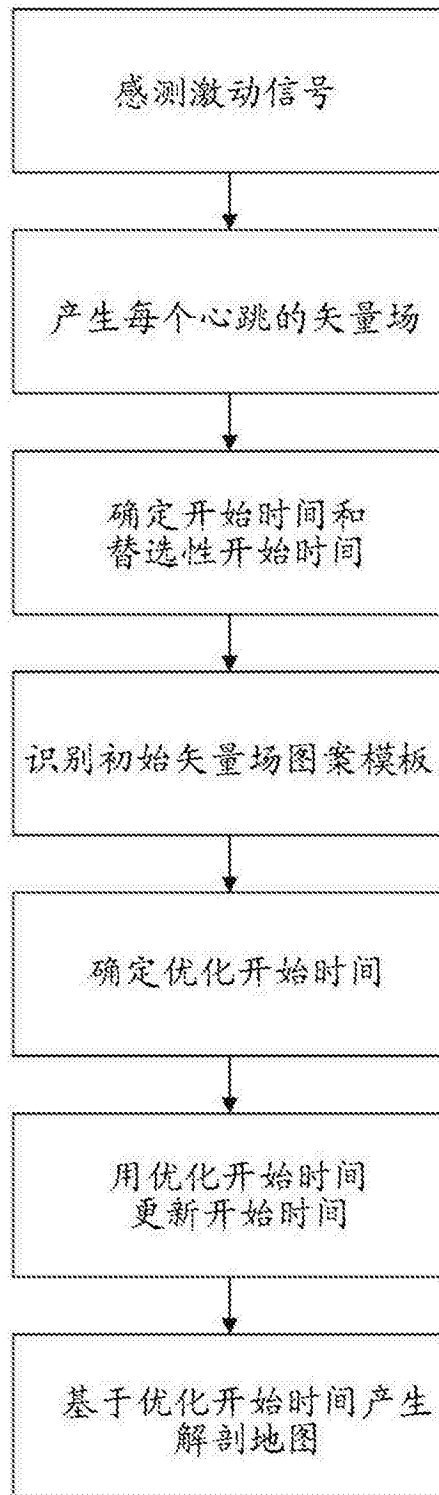 感测激动信号
产生每个心跳的矢量场
确定开始时间和
替选性开始时间
识别初始矢量场图案模板
确定优化开始时间
用优化开始时间
更新开始时间
基于优化开始时间产生
解剖地图